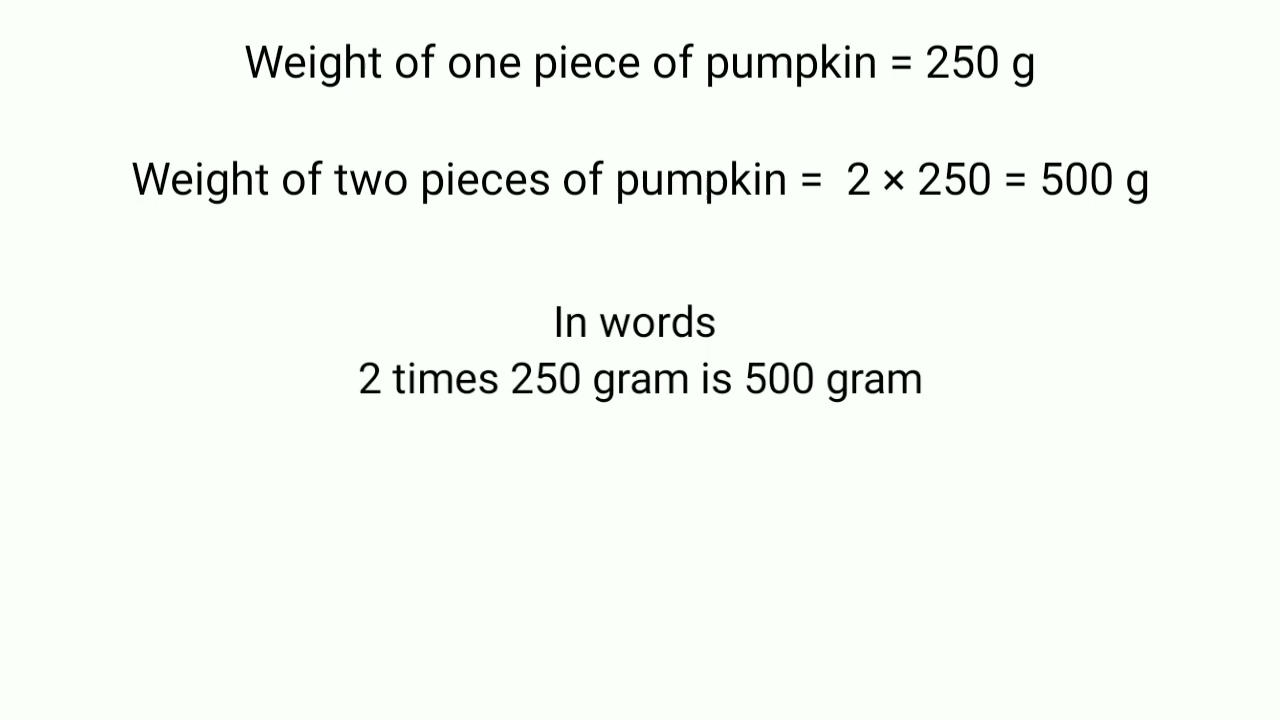 Weight of one piece of pumpkin = 250 g
Weight of two pieces of pumpkin = 2 × 250 = 500 g
In words
2 times 250 gram is 500 gram